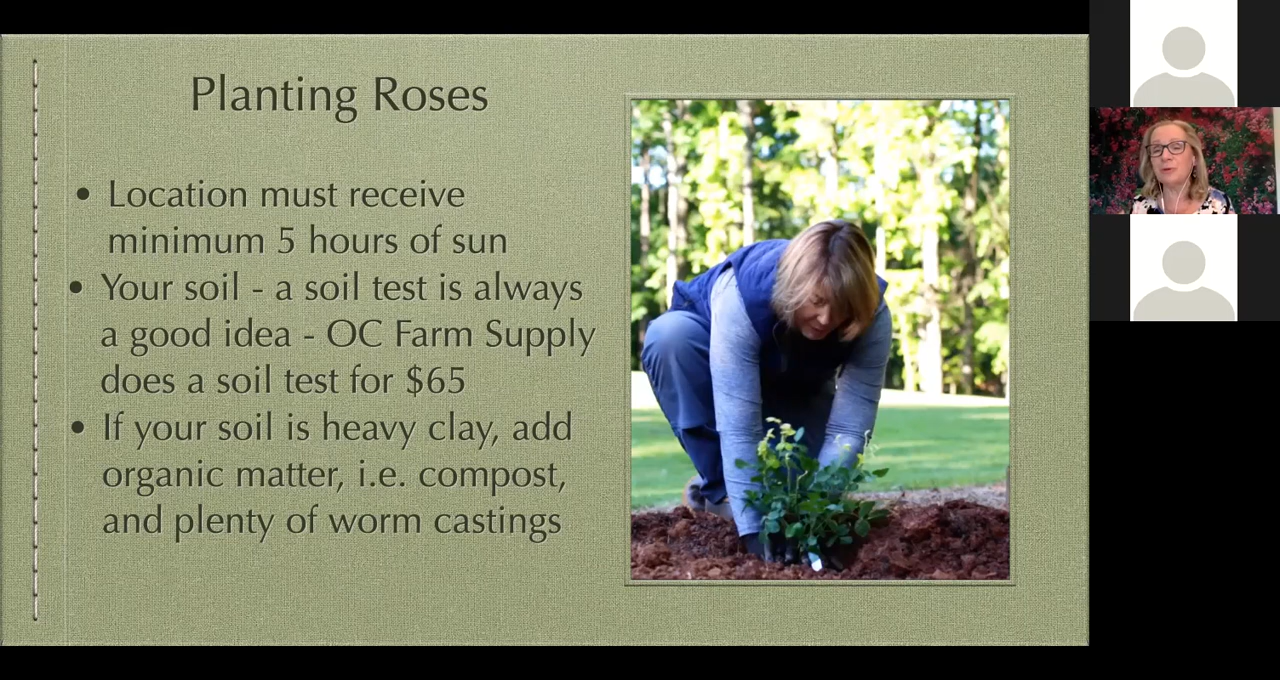 Planting Roses
• Location must receive
minimum 5 hours of sun
• Your soil - a soil test is always
a good idea - OC Farm Supply
does a soil test for $65
• If your soil is heavy clay, add
organic matter, i.e. compost,
and plenty of worm castings